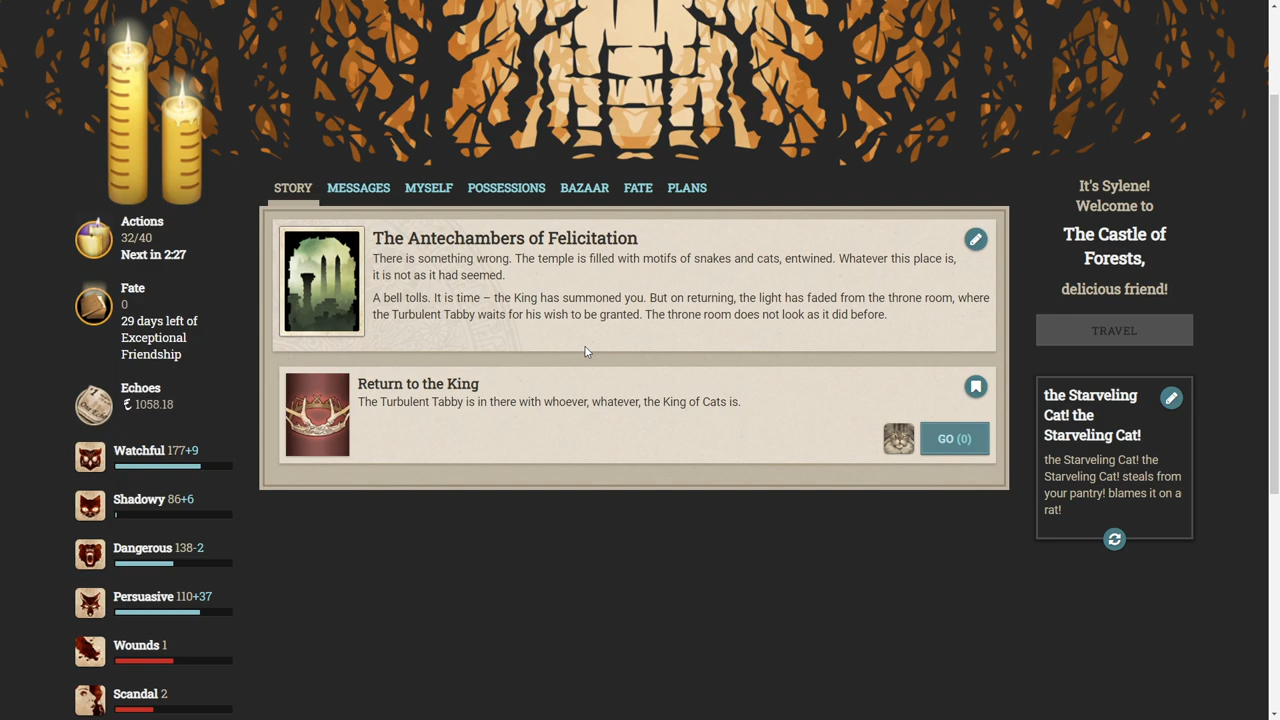 STORY MESSAGES MYSELF POSSESSIONS BAZAAR FATE PLANS
Actions
32/40
Next in 2:27
Fate
0
29 days left of
Exceptional
Friendship
Echoes
1058.18
Watchful 177+9
Shadowy 86+6
Dangerous 138-2
Persuasive 110+37
Wounds 1
Scandal 2
The Antechambers of Felicitation
There is something wrong. The temple is filled with motifs of snakes and cats, entwined. Whatever this place is,
it is not as it had seemed.
A bell tolls. It is time – the King has summoned you. But on returning, the light has faded from the throne room, where
the Turbulent Tabby waits for his wish to be granted. The throne room does not look as it did before.
Return to the King
The Turbulent Tabby is in there with whoever, whatever, the King of Cats is.
GO (0)
It's Sylene!
Welcome to
The Castle of
Forests,
delicious friend!
TRAVEL
the Starveling
Cat! the
Starveling Cat!
the Starveling Cat! the
Starveling Cat! steals from
your pantry! blames it on a
rat!